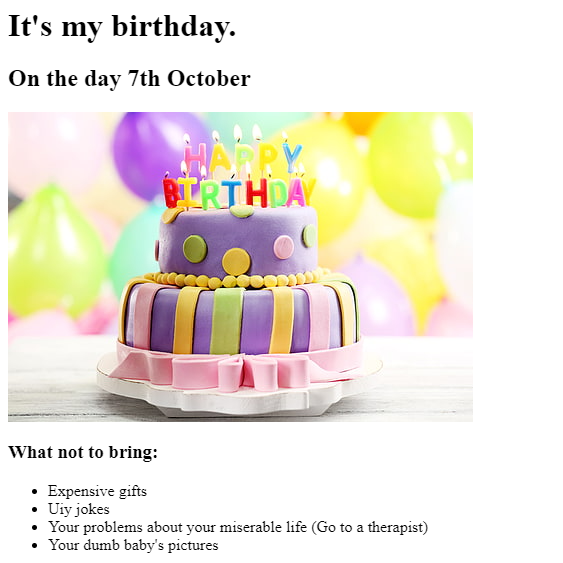 It's my birthday.
On the day 7th October
HAPPY
BIRTHDAY
What not to bring:
Expensive gifts
Uiy jokes
Your problems about your miserable life (Go to a therapist)
Your dumb baby's pictures